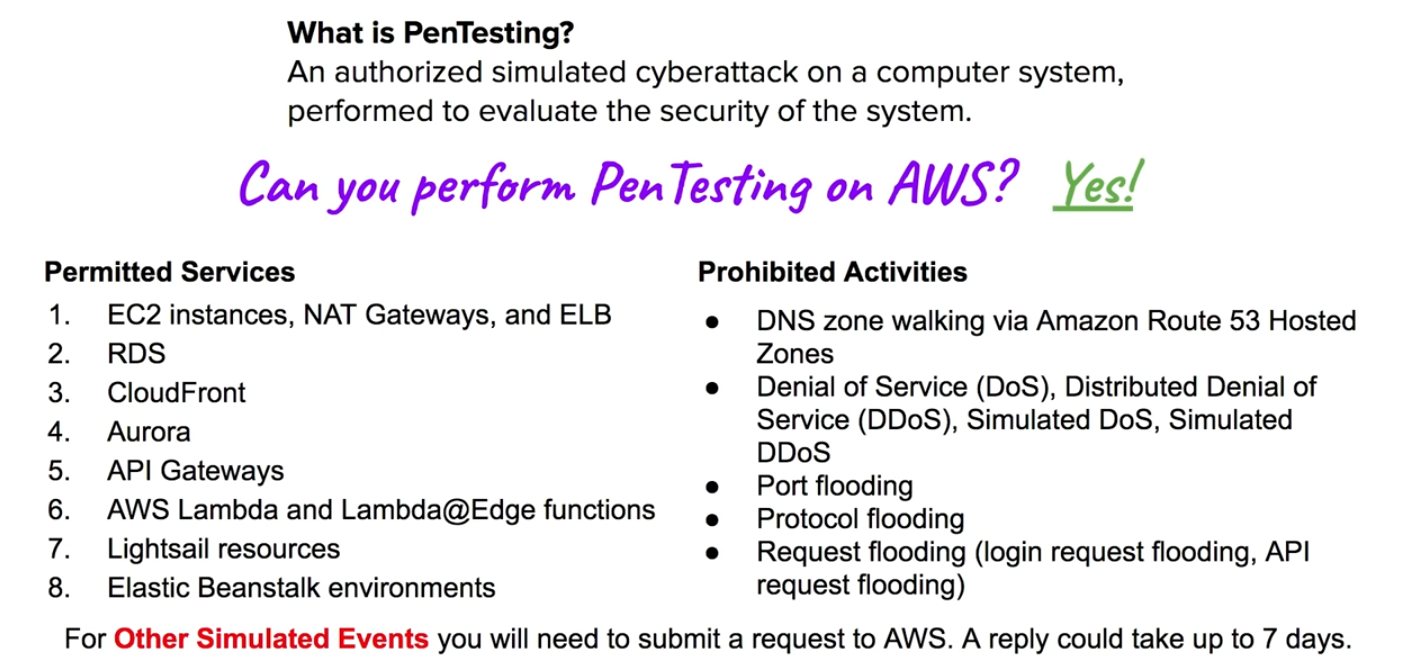 What is PenTesting?
An authorized simulated cyberattack on a computer system,
performed to evaluate the security of the system.
Can you perform PenTesting on AWS? Yes!
Permitted Services
1. EC2 instances, NAT Gateways, and ELB
2. RDS
3. CloudFront
4. Aurora
5. API Gateways
6. AWS Lambda and Lambda@Edge functions
7. Lightsail resources
8. Elastic Beanstalk environments
Prohibited Activities
● DNS zone walking via Amazon Route 53 Hosted
Zones
● Denial of Service (DoS), Distributed Denial of
Service (DDoS), Simulated DoS, Simulated
DDoS
● Port flooding
● Protocol flooding
● Request flooding (login request flooding, API
request flooding)
For Other Simulated Events you will need to submit a request to AWS. A reply could take up to 7 days.